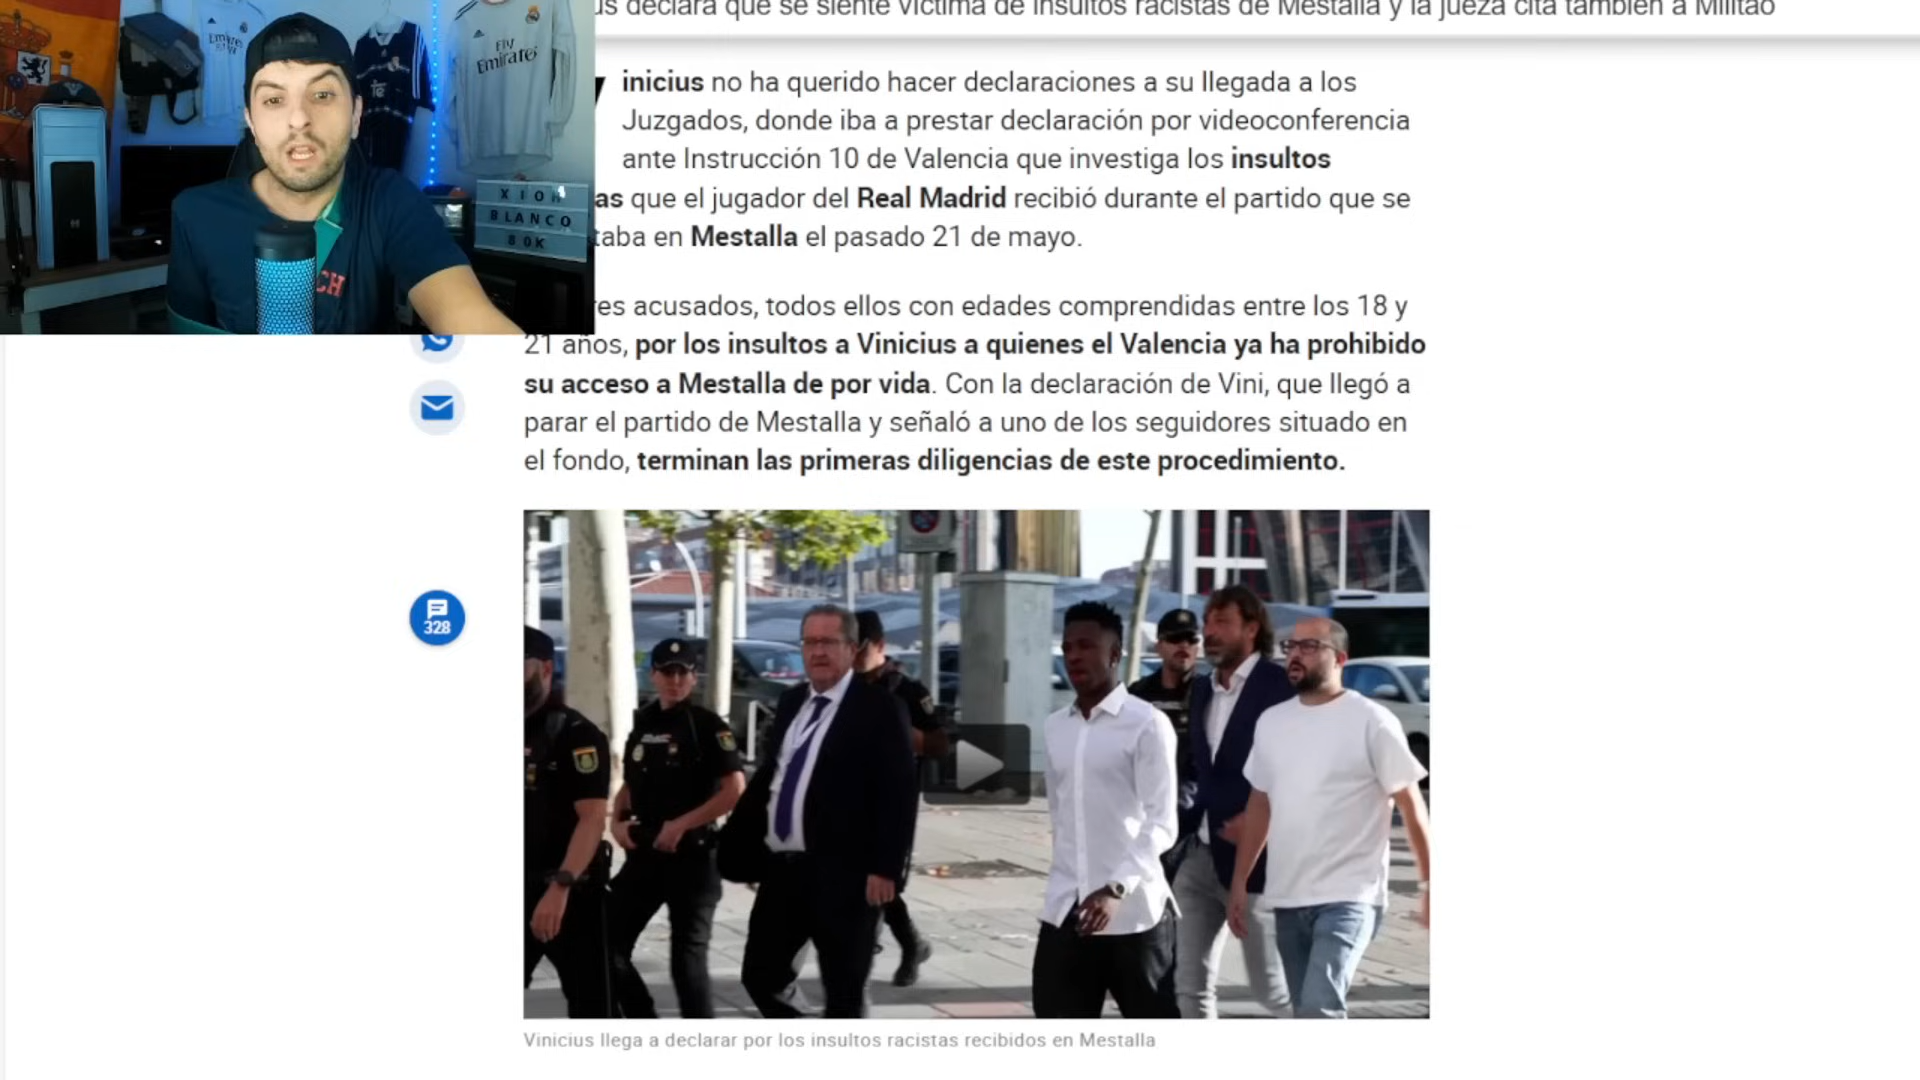 us declara que se siente víctima de insultos racistas de Mestalla y la jueza cita también a Militao
Fly
Emirates
XION
BLANCO
80K
inicius no ha querido hacer declaraciones a su llegada a los
Juzgados, donde iba a prestar declaración por videoconferencia
ante Instrucción 10 de Valencia que investiga los insultos
as que el jugador del Real Madrid recibió durante el partido que se
taba en Mestalla el pasado 21 de mayo.
res acusados, todos ellos con edades comprendidas entre los 18 y
21 años, por los insultos a Vinicius a quienes el Valencia ya ha prohibido
su acceso a Mestalla de por vida. Con la declaración de Vini, que llegó a
parar el partido de Mestalla y señaló a uno de los seguidores situado en
el fondo, terminan las primeras diligencias de este procedimiento.
328
Vinicius llega a declarar por los insultos racistas recibidos en Mestalla